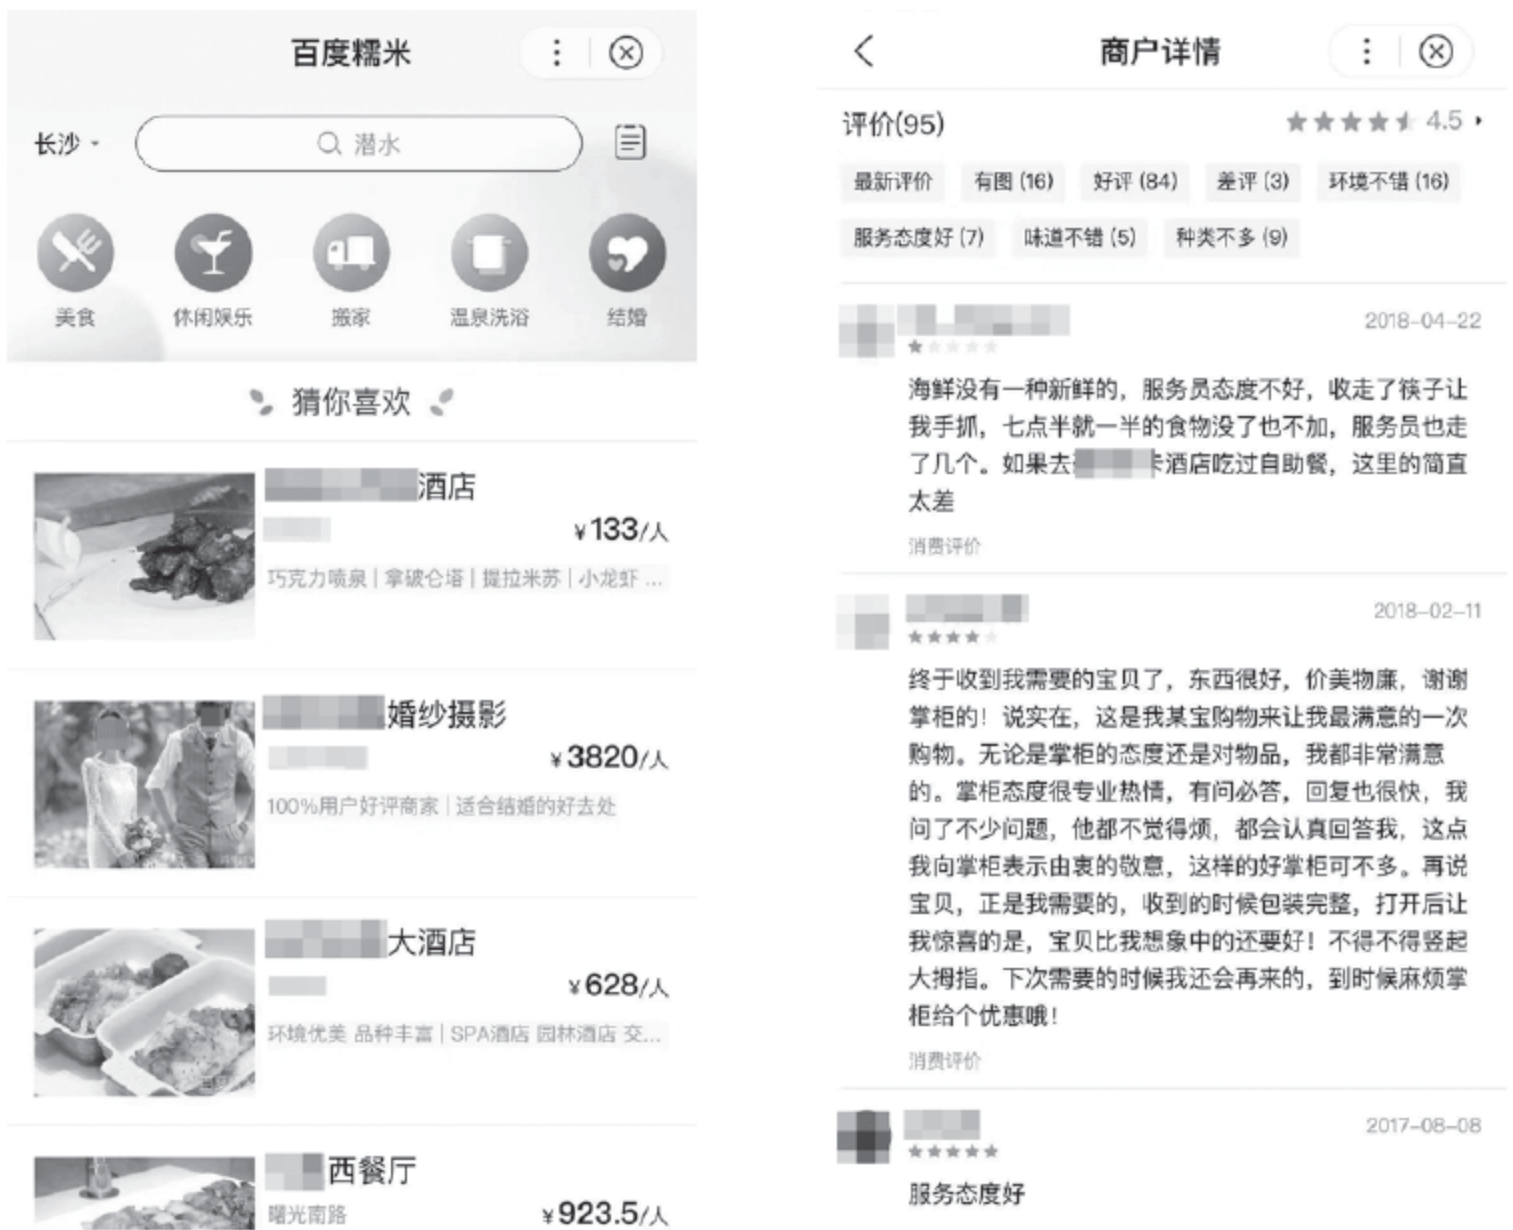 百度糯米
长沙
潜水
美食
休闲娱乐
搬家
温泉洗浴
结婚
猜你喜欢
酒店
¥133/人
巧克力喷泉 | 拿破仑塔 | 提拉米苏 | 小龙虾 ...
婚纱摄影
¥3820/人
100%用户好评商家 | 适合结婚的好去处
大酒店
¥628/人
环境优美 品种丰富 | SPA酒店 园林酒店 交...
西餐厅
曙光南路
¥923.5/人
商户详情
评价(95)
4.5
最新评价
有图 (16)
好评 (84)
差评 (3)
环境不错 (16)
服务态度好 (7)
味道不错 (5)
种类不多 (9)
2018-04-22
海鲜没有一种新鲜的，服务员态度不好，收走了筷子让
我手抓，七点半就一半的食物没了也不加，服务员也走
了几个。如果去 酒店吃过自助餐，这里的简直
太差
消费评价
2018-02-11
终于收到我需要的宝贝了，东西很好，价美物廉，谢谢
掌柜的！说实在，这是我某宝购物来让我最满意的一次
购物。无论是掌柜的态度还是对物品，我都非常满意
的。掌柜态度很专业热情，有问必答，回复也很快，我
问了不少问题，他都不觉得烦，都会认真回答我，这点
我向掌柜表示由衷的敬意，这样的好掌柜可不多。再说
宝贝，正是我需要的，收到的时候包装完整，打开后让
我惊喜的是，宝贝比我想象中的还要好！不得不得竖起
大拇指。下次需要的时候我还会再来的，到时候麻烦掌
柜给个优惠哦！
消费评价
2017-08-08
服务态度好